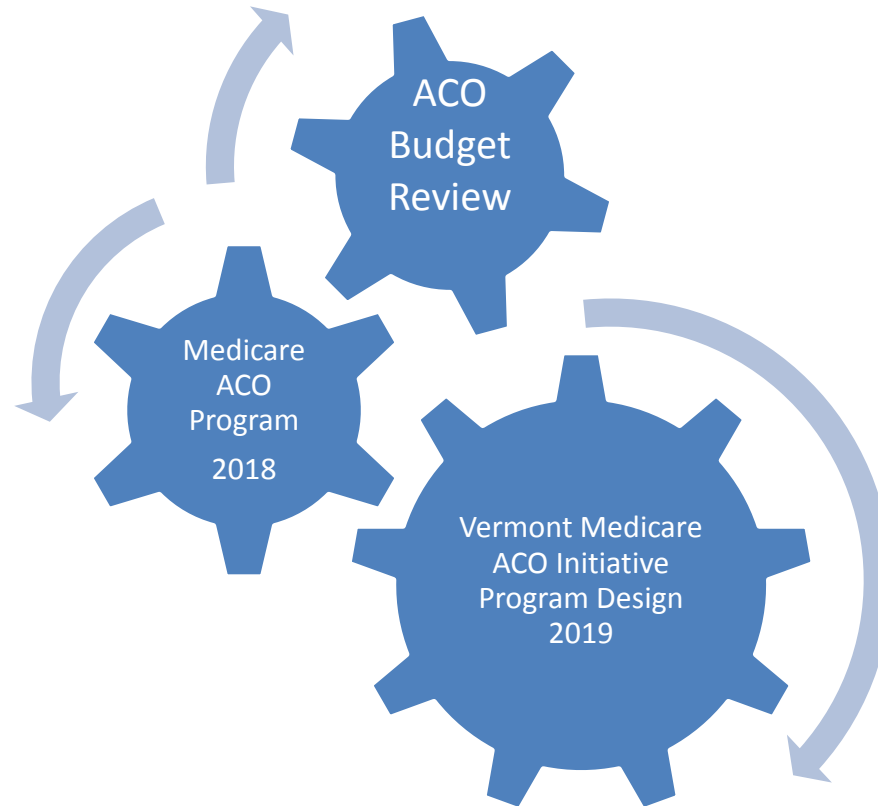 ACO
Budget
Review
Medicare
ACO
Program
2018
Vermont Medicare
ACO Initiative
Program Design
2019